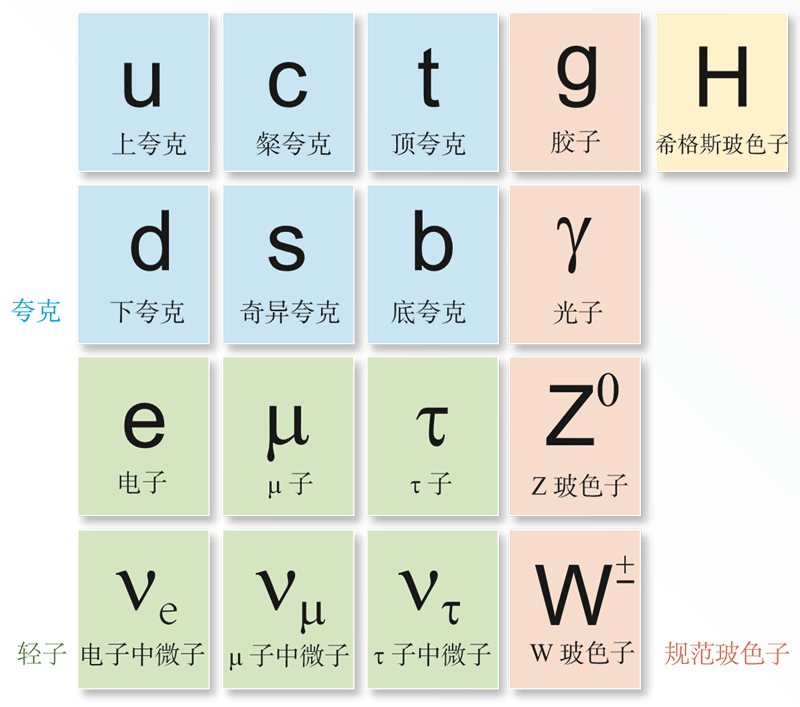 u
上夸克
c
粲夸克
t
顶夸克
g
胶子
H
希格斯玻色子
d
下夸克
s
奇异夸克
b
底夸克
γ
光子
夸克
e
电子
μ
μ 子
τ
τ 子
Z⁰
Z 玻色子
νe
电子中微子
νμ
μ 子中微子
ντ
τ 子中微子
W±
W 玻色子
轻子
规范玻色子